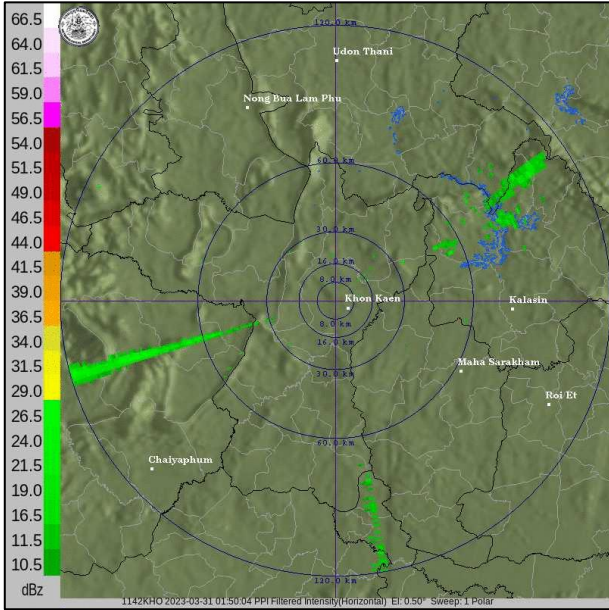 66.5
64.0
61.5
59.0
56.5
54.0
51.5
49.0
46.5
44.0
41.5
39.0
36.5
34.0
31.5
29.0
26.5
24.0
21.5
19.0
16.5
14.0
11.5
10.5
dBz
120.0 km
Udon Thani
Nong Bua Lam Phu
60.0 km
30.0 km
16.0 km
8.0 km
Khon Kaen
Kalasin
8.0 km
16.0 km
30.0 km
Maha Sarakham
Roi Et
60.0 km
Chaiyaphum
120.0 km
1142KHO 2023-03-31 01:50:04 PPI Filtered Intensity(Horizontal) El: 0.50° Sweep: 1 Polar